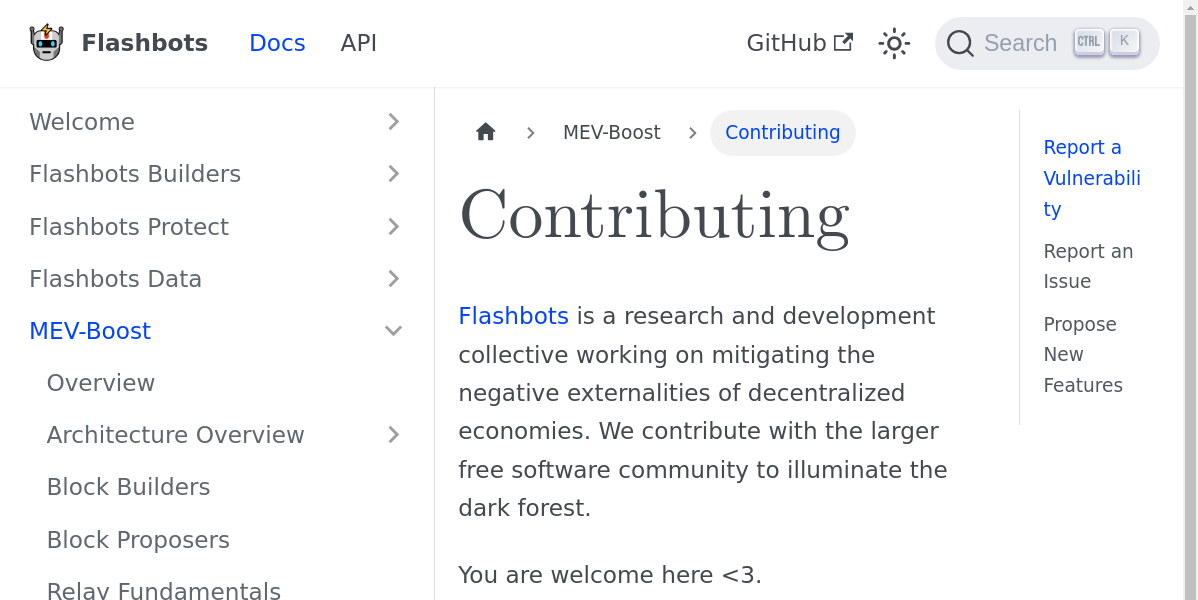 Flashbots
Docs
API
GitHub
Search
CTRL
K
Welcome
Flashbots Builders
Flashbots Protect
Flashbots Data
MEV-Boost
Overview
Architecture Overview
Block Builders
Block Proposers
Relay Fundamentals
MEV-Boost
Contributing
Contributing
Flashbots is a research and development
collective working on mitigating the
negative externalities of decentralized
economies. We contribute with the larger
free software community to illuminate the
dark forest.
You are welcome here <3.
Report a
Vulnerabili
ty
Report an
Issue
Propose
New
Features